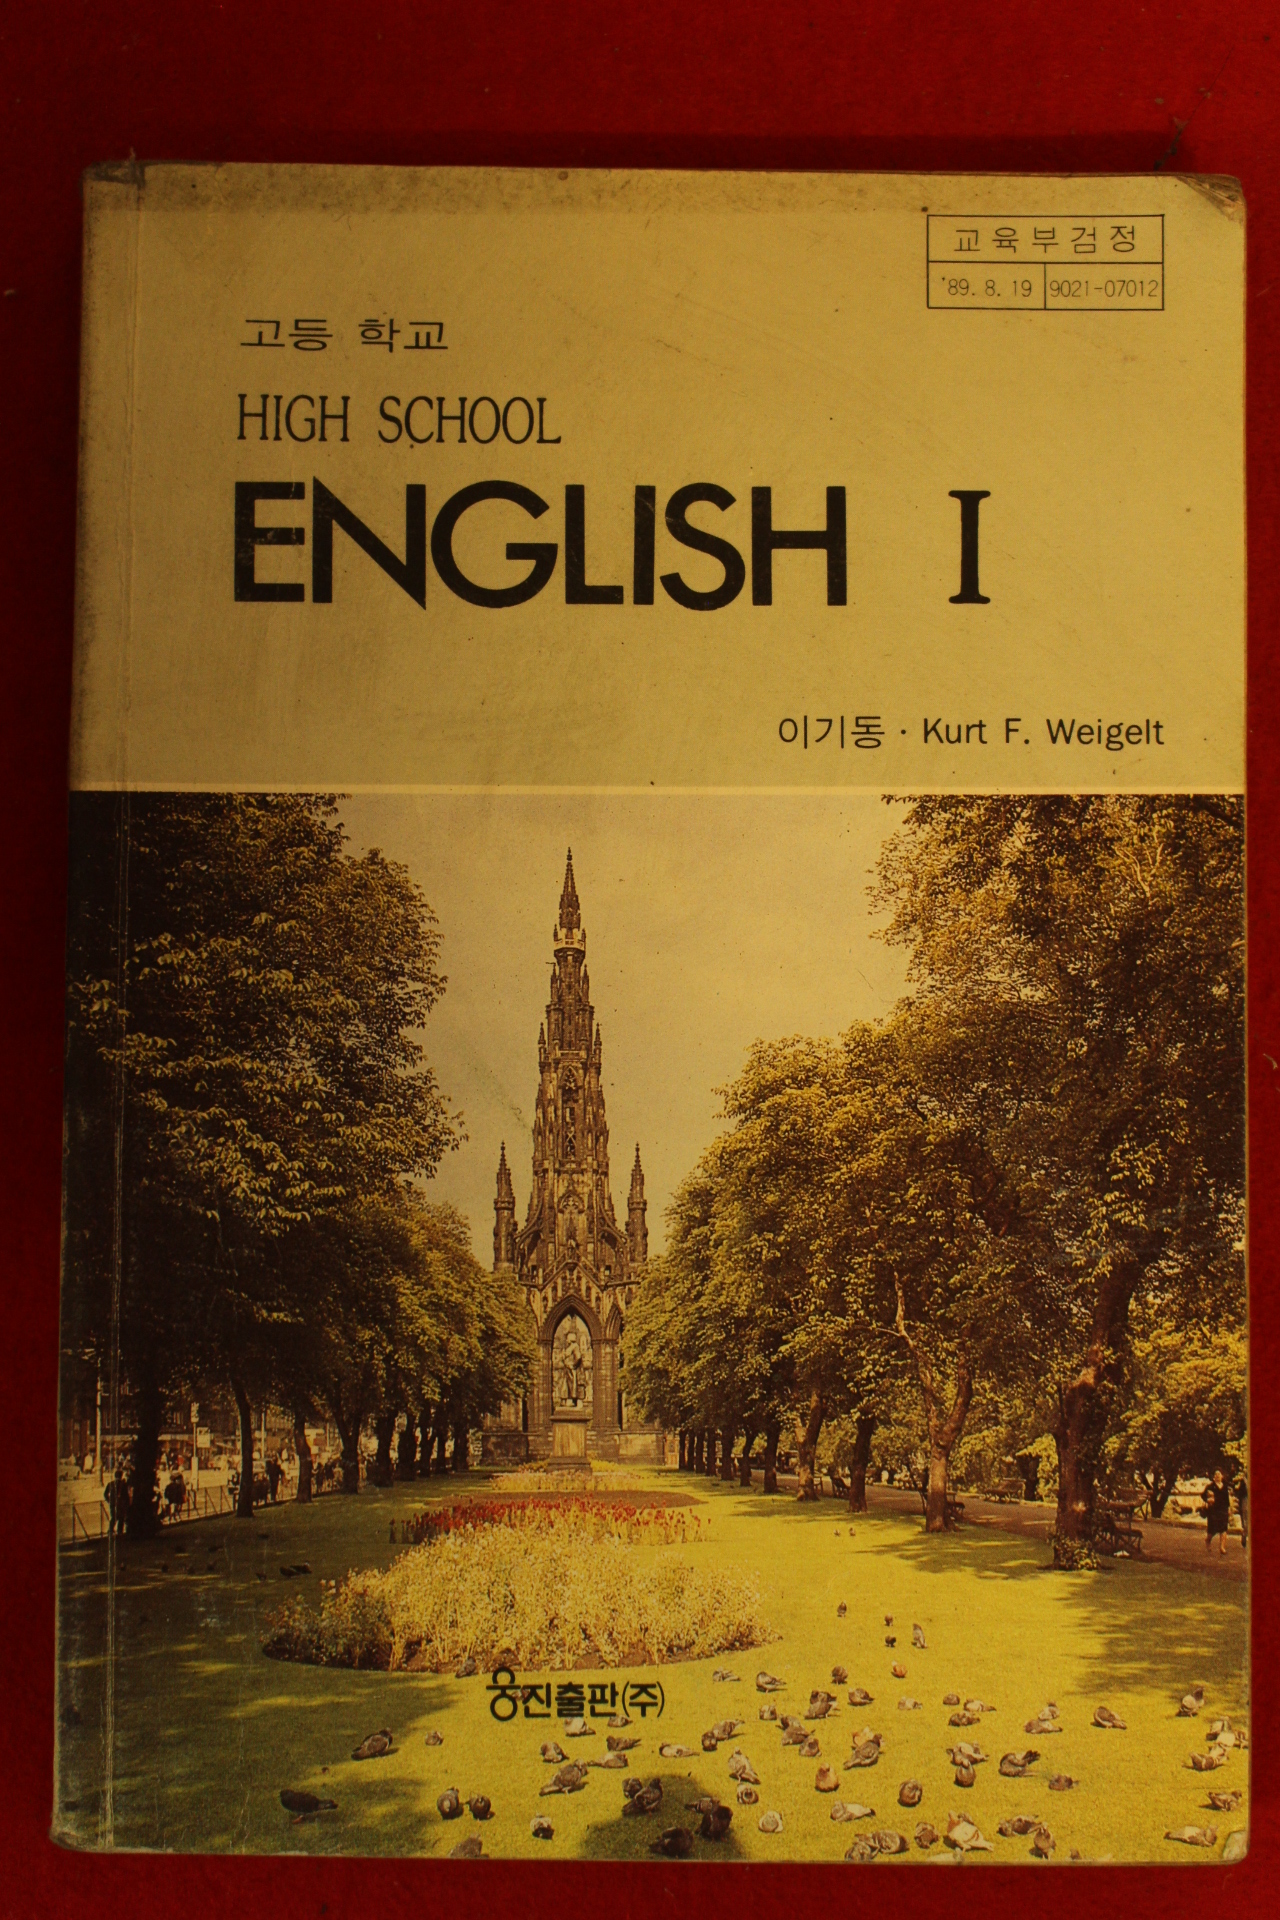 교육부검정
'89. 8. 19 9021-07012
고등 학교
HIGH SCHOOL
ENGLISH I
이기동 · Kurt F. Weigelt
웅진출판(주)